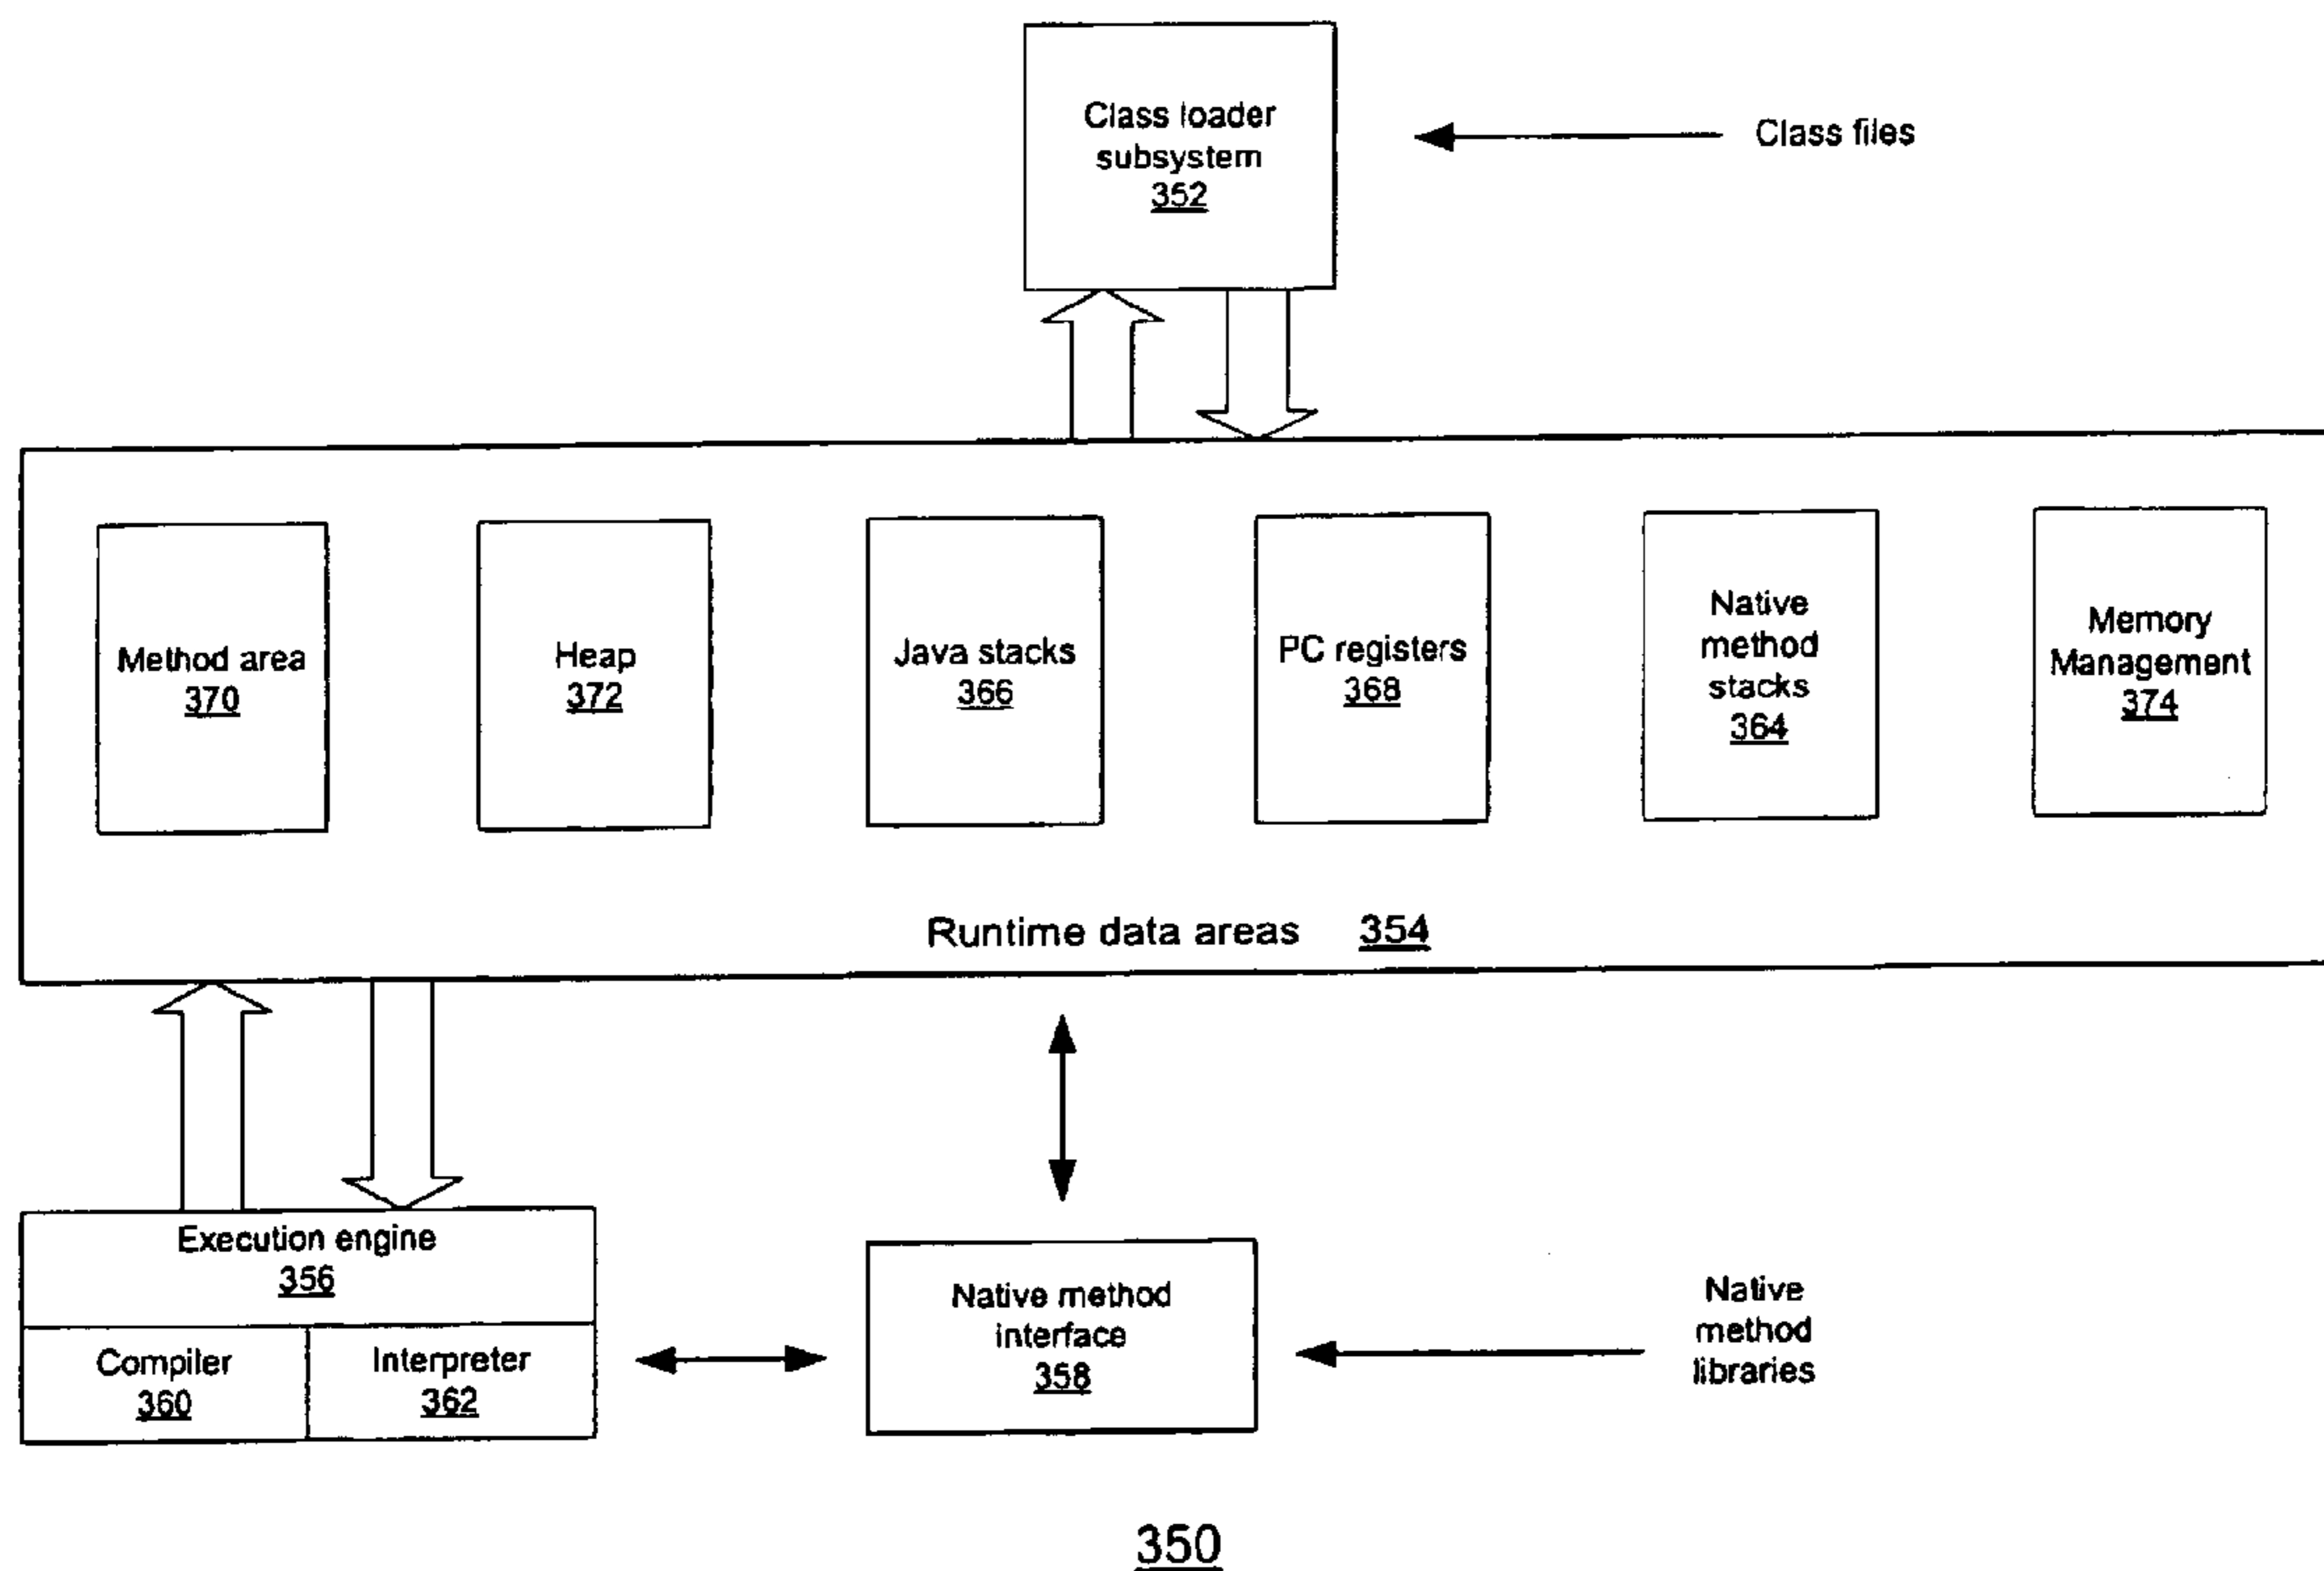 Class loader
subsystem
352
Class files
Method area
370
Heap
372
Java stacks
366
PC registers
368
Native
method
stacks
364
Memory
Management
374
Runtime data areas 354
Execution engine
356
Compiler
360
Interpreter
362
Native method
interface
358
Native
method
libraries
350